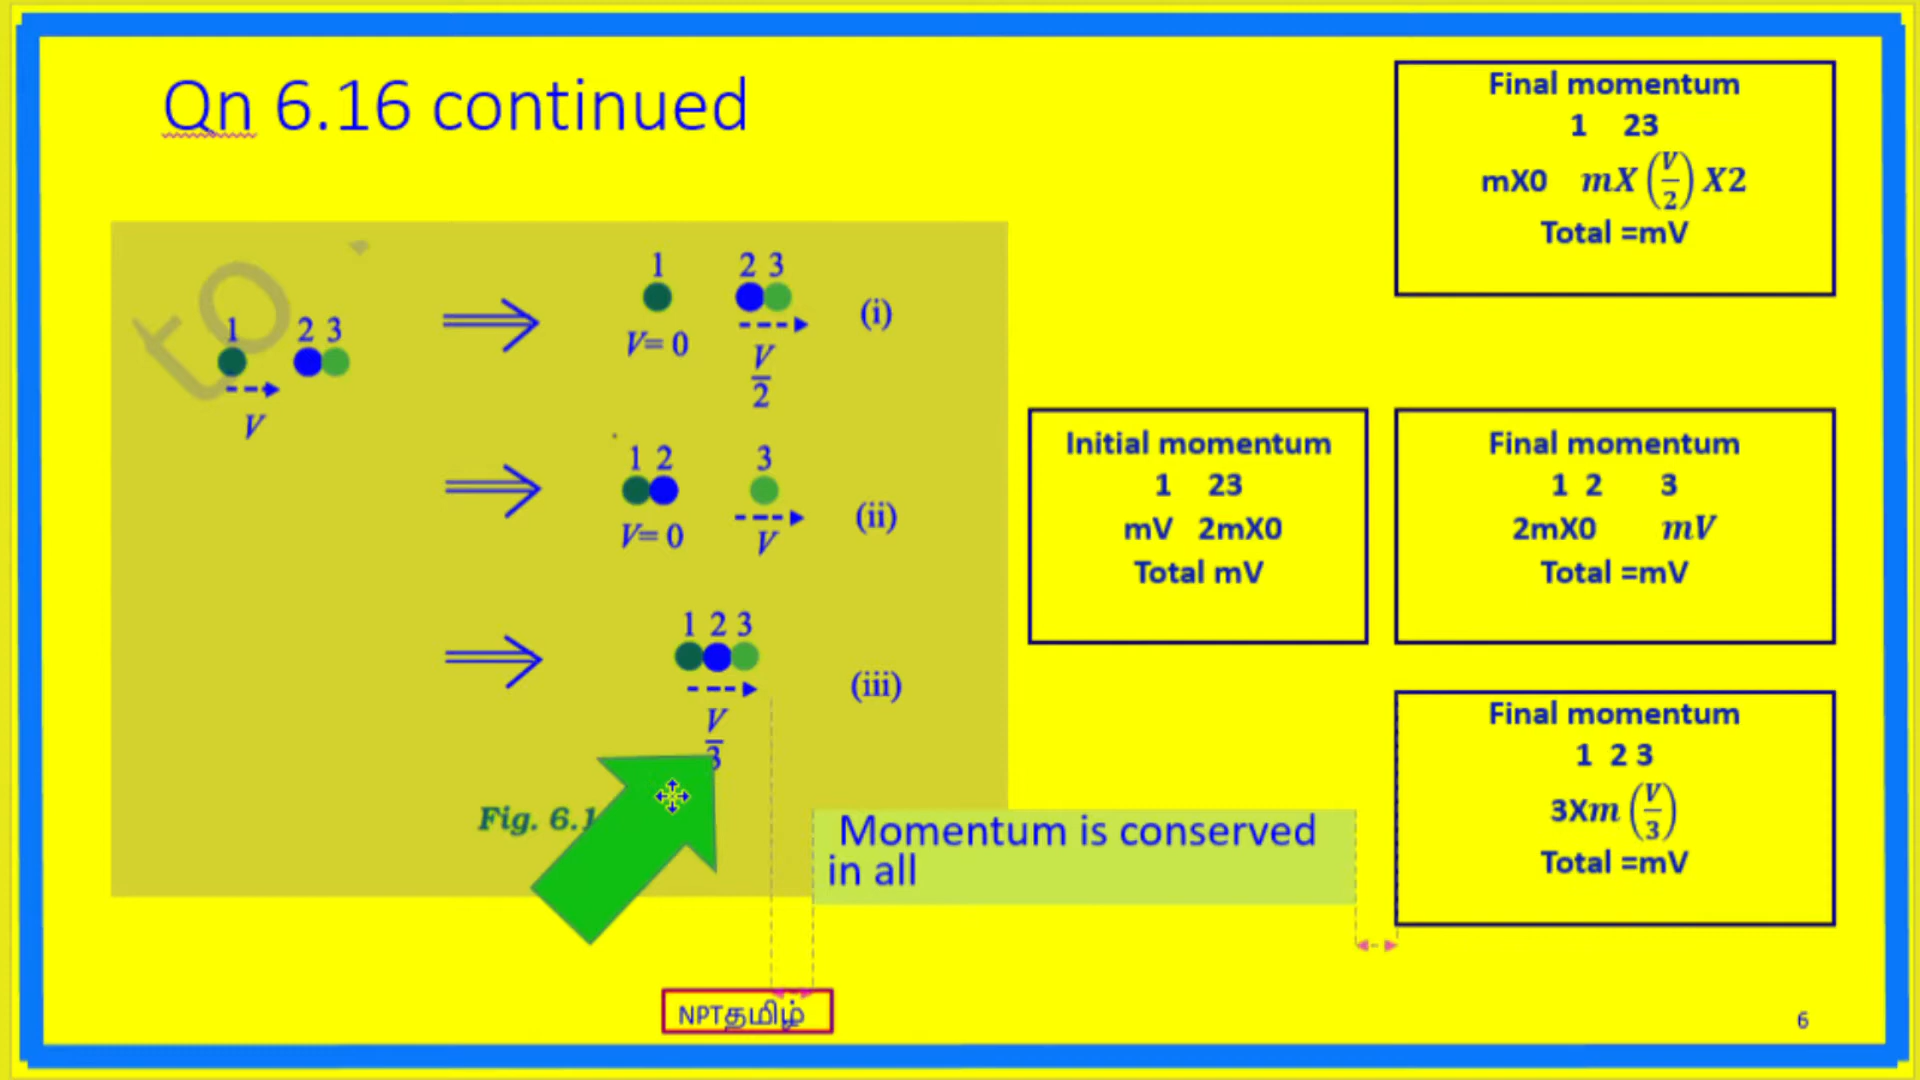 Qn 6.16 continued
1 2 3
V
1 2 3
V= 0
V
2
(i)
1 2 3
V= 0 V
(ii)
1 2 3
V
3
(iii)
Fig. 6.1
Initial momentum
1 23
mV 2mX0
Total mV
Final momentum
1 23
mX0 mX(V/2)X2
Total =mV
Final momentum
1 2 3
2mX0 mV
Total =mV
Final momentum
1 2 3
3Xm(V/3)
Total =mV
Momentum is conserved
in all
NPTதமிழ்
6